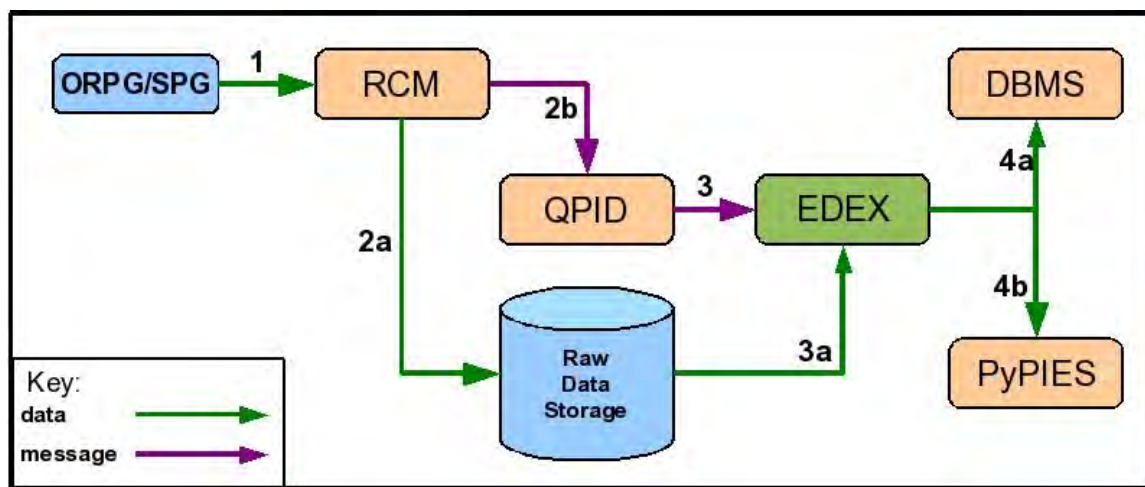 ORPG/SPG
1
RCM
2b
DBMS
4a
QPID
3
EDEX
2a
4b
3a
Raw
Data
Storage
PyPIES
Key:
data
message